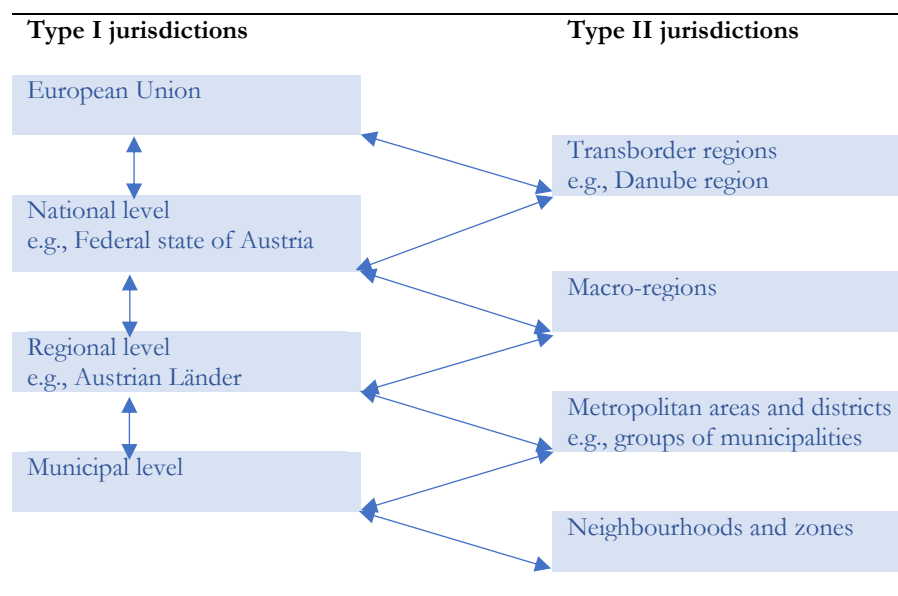 Type I jurisdictions
Type II jurisdictions
European Union
Transborder regions
e.g., Danube region
National level
e.g., Federal state of Austria
Macro-regions
Regional level
e.g., Austrian Länder
Metropolitan areas and districts
e.g., groups of municipalities
Municipal level
Neighbourhoods and zones